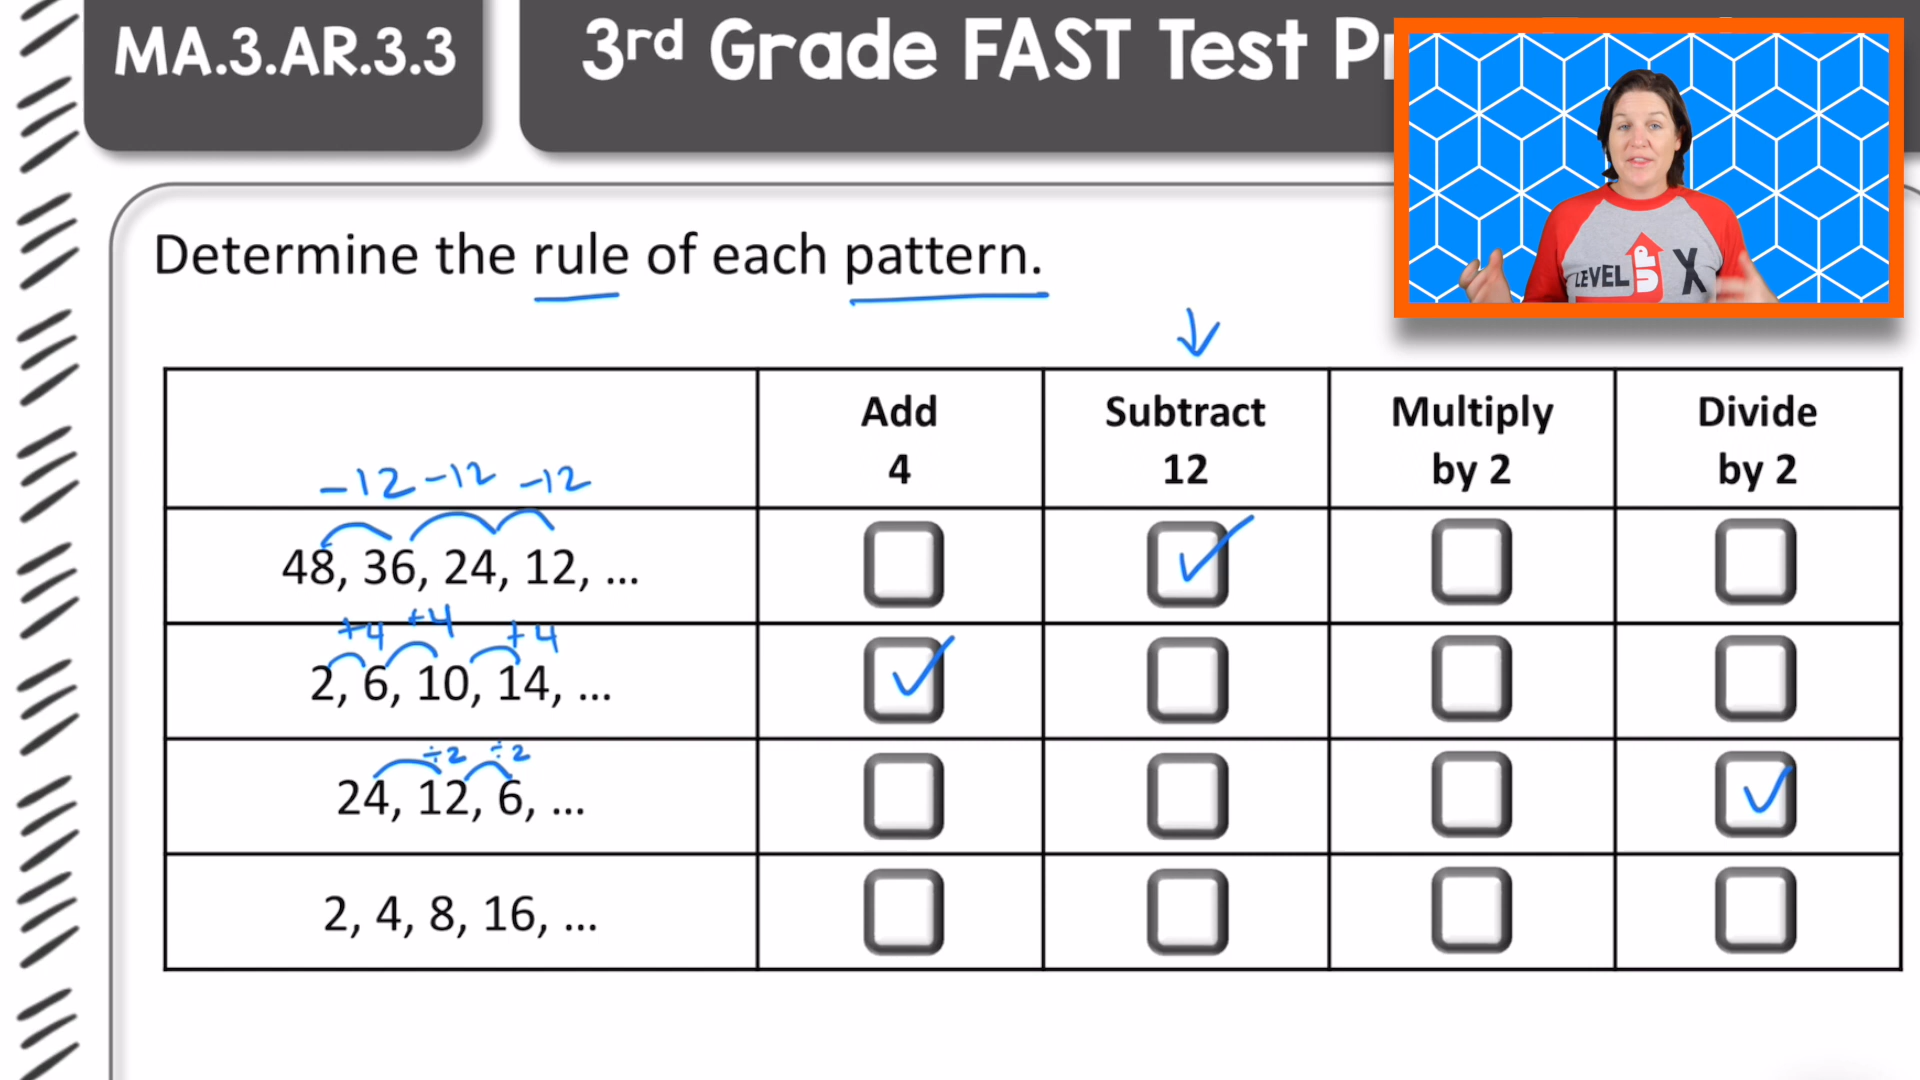 MA.3.AR.3.3
3rd Grade FAST Test
LEVEL UP X
Determine the rule of each pattern.
Add 4
Subtract 12
Multiply by 2
Divide by 2
-12 -12 -12
48, 36, 24, 12, ...
+4 +4 +4
2, 6, 10, 14, ...
÷2 ÷2
24, 12, 6, ...
2, 4, 8, 16, ...